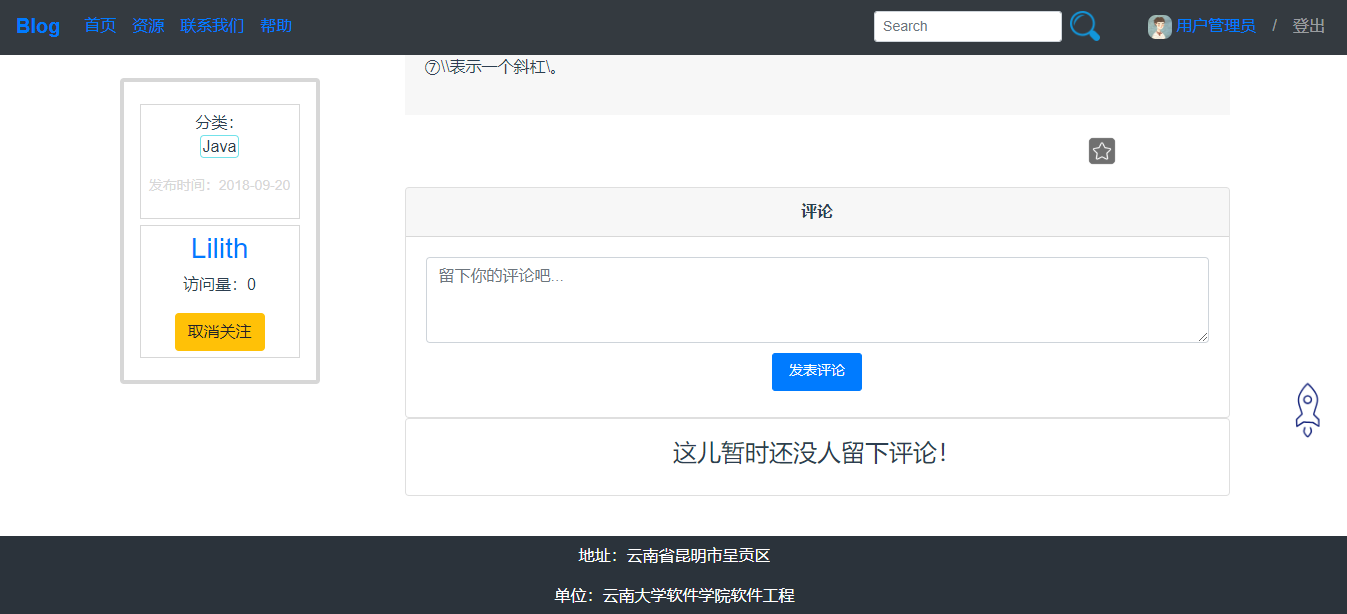 Blog 首页 资源 联系我们 帮助 Search 用户管理员 / 登出
⑦\\表示一个斜杠\。
分类：
Java
发布时间：2018-09-20
Lilith
访问量：0
取消关注
评论
留下你的评论吧...
发表评论
这儿暂时还没人留下评论！
地址：云南省昆明市呈贡区
单位：云南大学软件学院软件工程